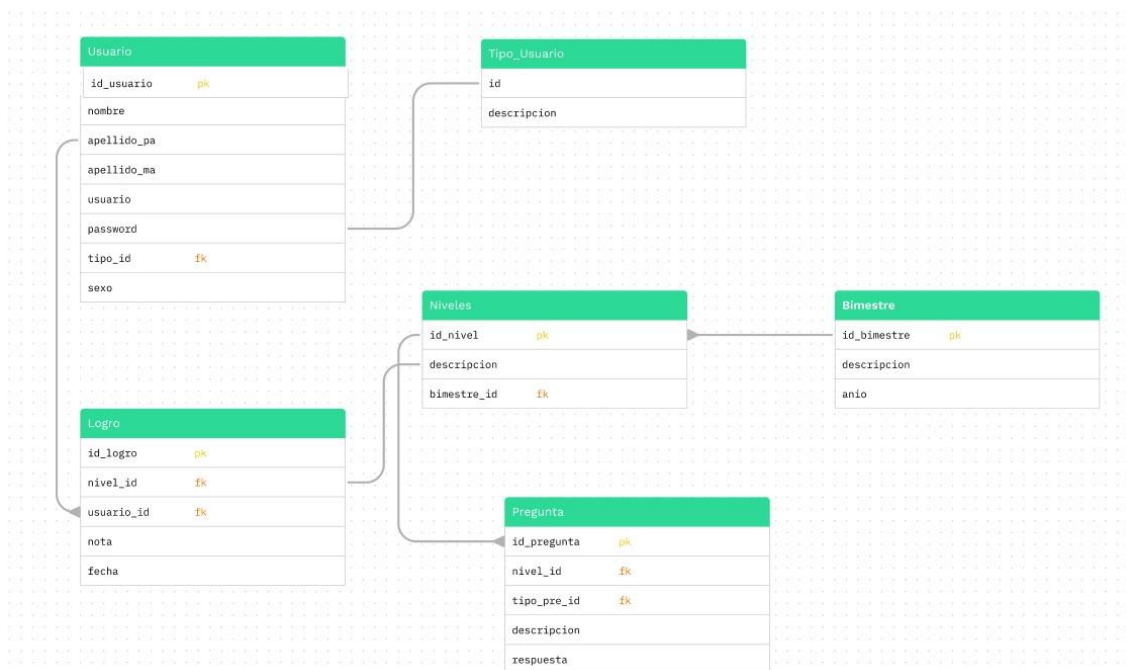 Usuario
id_usuario pk
nombre
apellido_pa
apellido_ma
usuario
password
tipo_id fk
sexo
Tipo_Usuario
id
descripcion
Niveles
id_nivel pk
descripcion
bimestre_id fk
Bimestre
id_bimestre pk
descripcion
anio
Logro
id_logro pk
nivel_id fk
usuario_id fk
nota
fecha
Pregunta
id_pregunta pk
nivel_id fk
tipo_pre_id fk
descripcion
respuesta